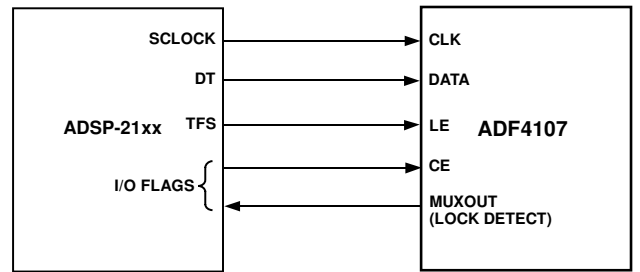 SCLOCK
CLK
DT
DATA
ADSP-21xx
TFS
LE
ADF4107
CE
I/O FLAGS
MUXOUT
(LOCK DETECT)